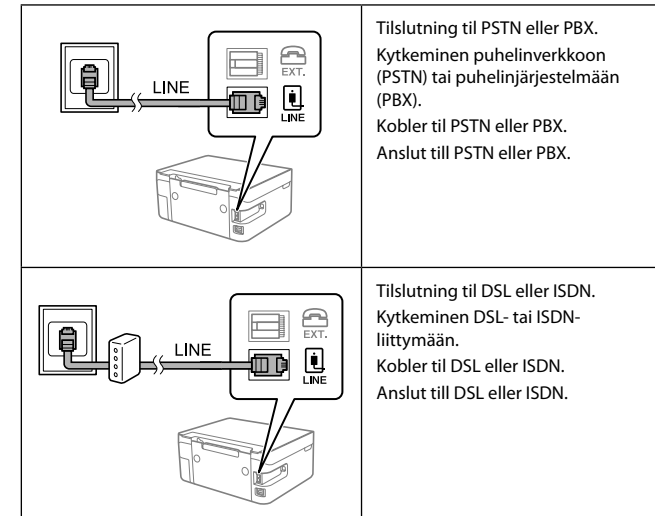 EXT.
LINE
LINE
Tilslutning til PSTN eller PBX.
Kytkeminen puhelinverkkoon
(PSTN) tai puhelinjärjestelmään
(PBX).
Kobler til PSTN eller PBX.
Anslut till PSTN eller PBX.
EXT.
LINE
LINE
Tilslutning til DSL eller ISDN.
Kytkeminen DSL- tai ISDN-
liittymään.
Kobler til DSL eller ISDN.
Anslut till DSL eller ISDN.